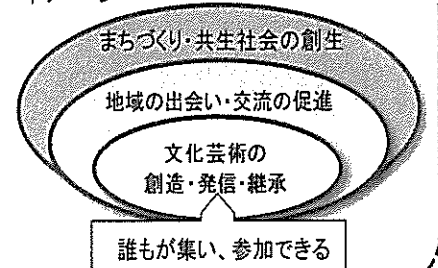 まちづくり・共生社会の創生
地域の出会い・交流の促進
文化芸術の
創造・発信・継承
誰もが集い、参加できる